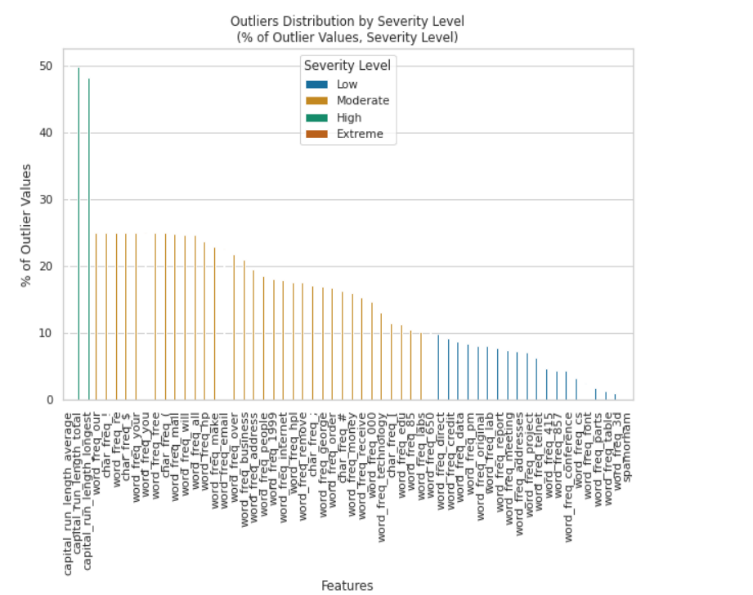 Outliers Distribution by Severity Level
(% of Outlier Values, Severity Level)
Severity Level
Low
Moderate
High
Extreme
% of Outlier Values
50
40
30
20
10
0
capital_run_length_average
capital_run_length_total
capital_run_length_longest
word_freq_our
char_freq_!
word_freq_re
char_freq_$
word_freq_your
word_freq_you
word_freq_free
char_freq_(
word_freq_mail
word_freq_will
word_freq_all
word_freq_hp
word_freq_make
word_freq_email
word_freq_over
word_freq_business
word_freq_address
word_freq_people
word_freq_1999
word_freq_internet
word_freq_hpl
word_freq_remove
char_freq_;
word_freq_george
word_freq_order
char_freq_#
word_freq_money
word_freq_receive
word_freq_000
word_freq_technology
char_freq_[
word_freq_edu
word_freq_85
word_freq_labs
word_freq_650
word_freq_direct
word_freq_credit
word_freq_data
word_freq_pm
word_freq_original
word_freq_lab
word_freq_report
word_freq_meeting
word_freq_addresses
word_freq_project
word_freq_telnet
word_freq_415
word_freq_857
word_freq_conference
word_freq_cs
word_freq_font
word_freq_parts
word_freq_table
word_freq_3d
spamorham
Features